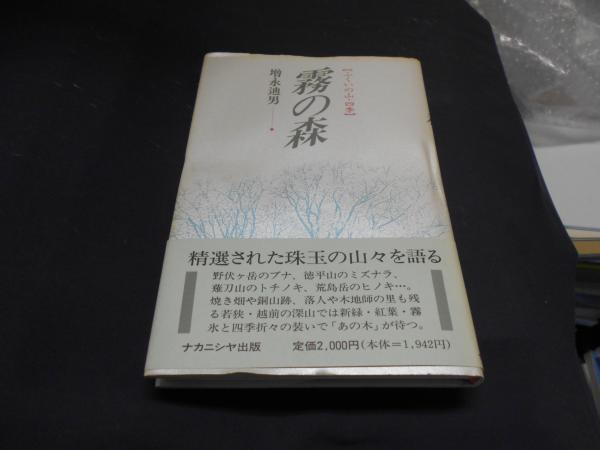 【ふくいの山四季】
霧の森
増永迪男
精選された珠玉の山々を語る
野伏ヶ岳のブナ、徳平山のミズナラ、
薙刀山のトチノキ、荒島岳のヒノキ…。
焼き畑や銅山跡、落人や木地師の里も残
る若狭・越前の深山では新緑・紅葉・霧
氷と四季折々の装いで「あの木」が待つ。
ナカニシヤ出版 定価2,000円(本体=1,942円)